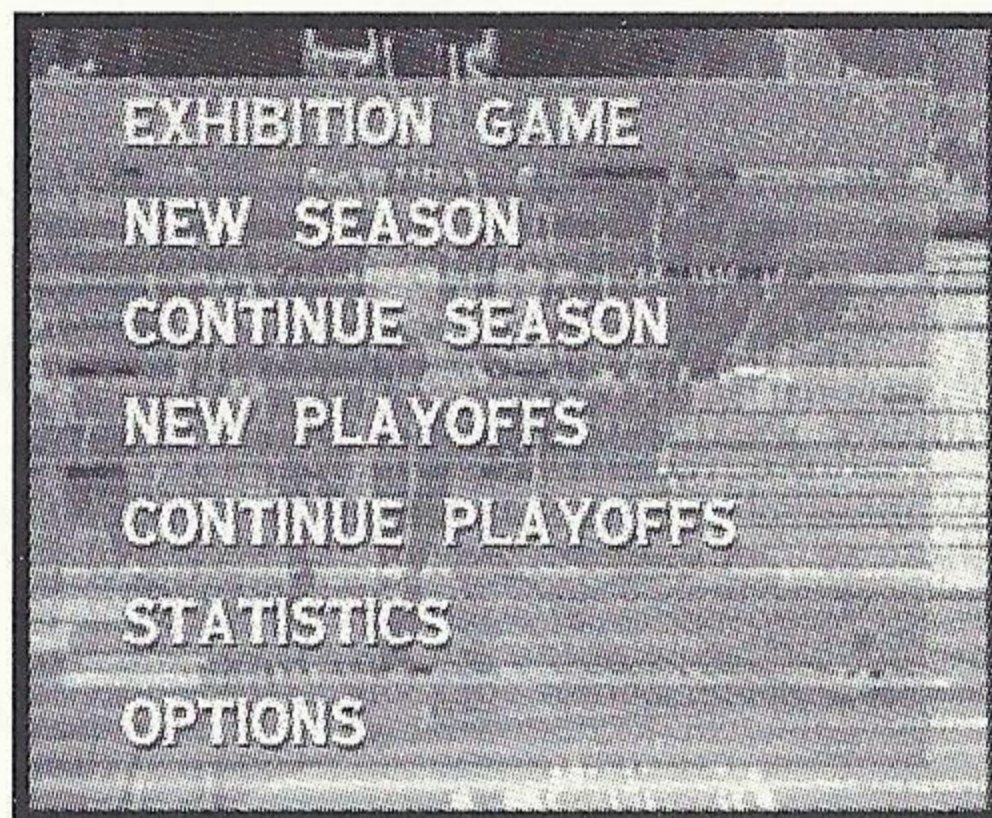 EXHIBITION GAME
NEW SEASON
CONTINUE SEASON
NEW PLAYOFFS
CONTINUE PLAYOFFS
STATISTICS
OPTIONS